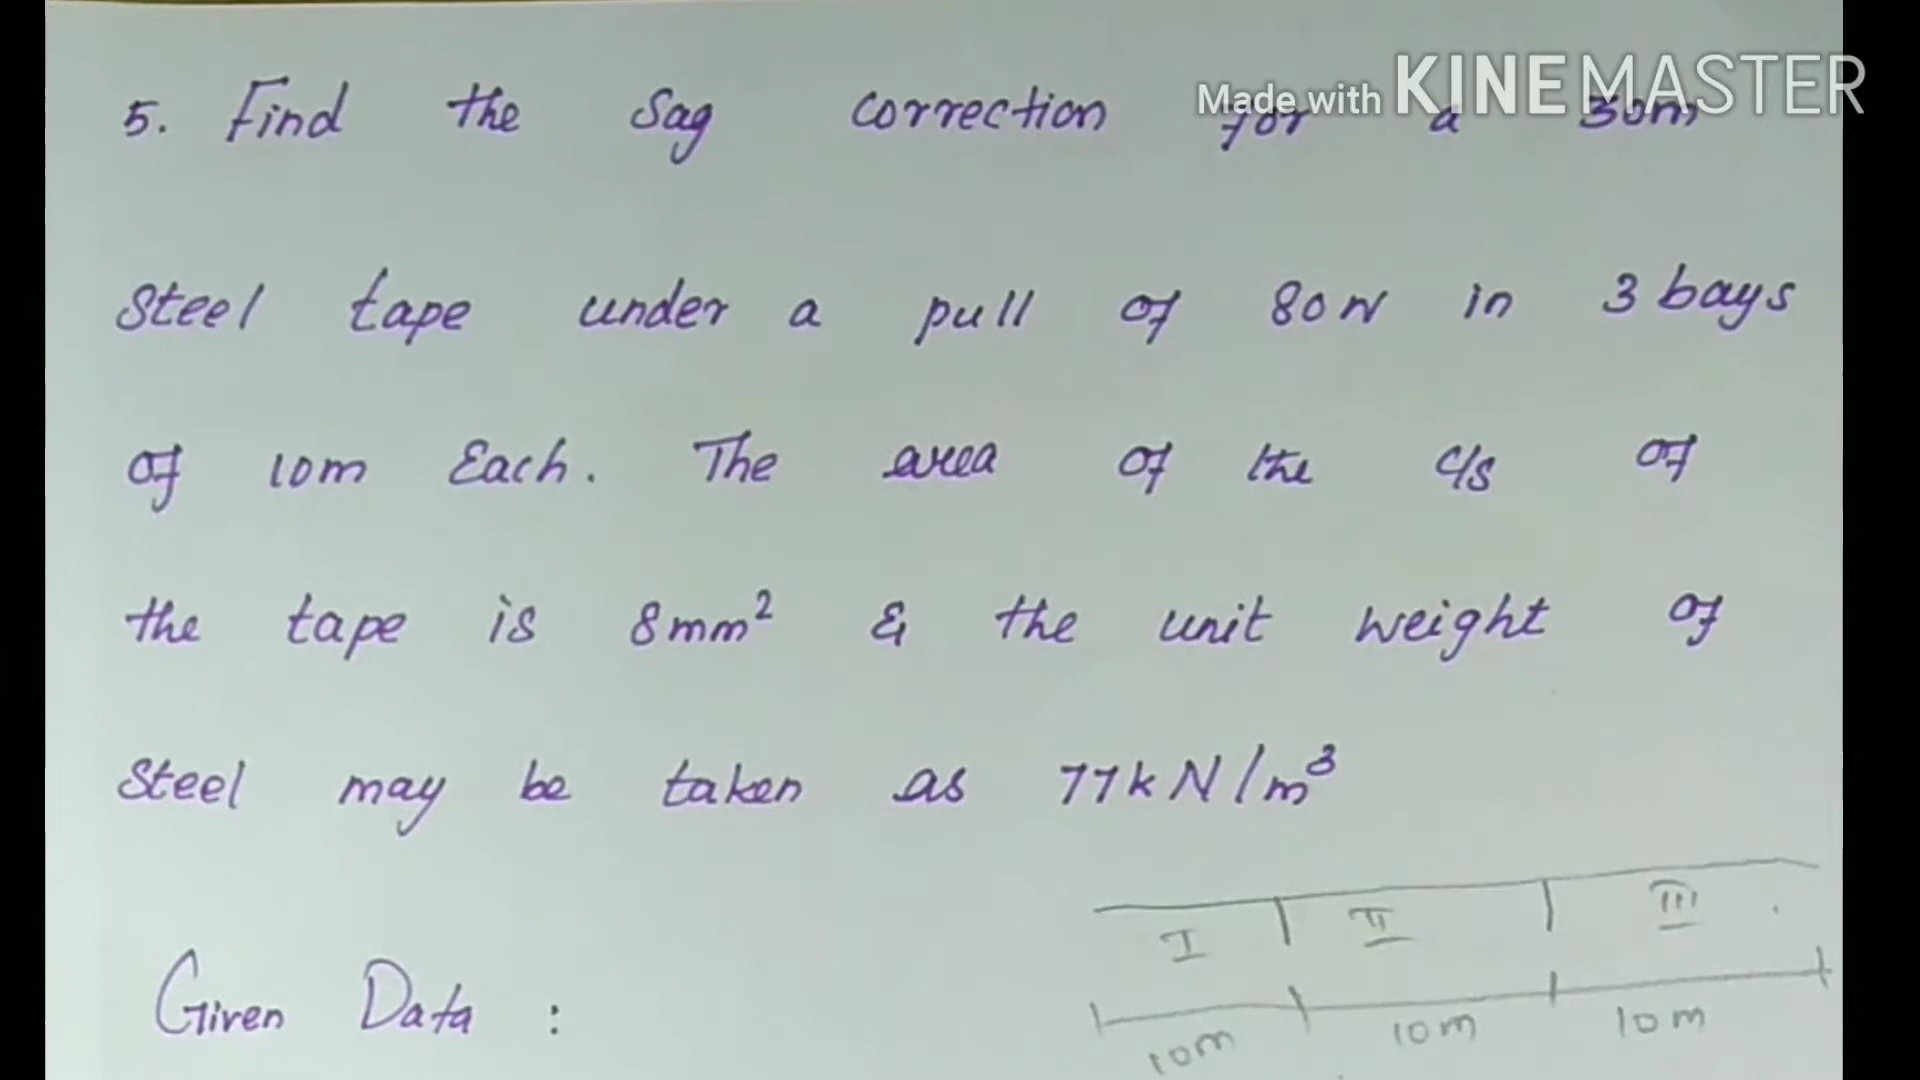 Made with KINEMASTER
5. Find the Sag correction for a 30m
Steel tape under a pull of 80N in 3 bays
of 10m Each. The area of the c/s of
the tape is 8mm² & the unit weight of
Steel may be taken as 77kN/m³
I II III
10m 10m 10m
Given Data :